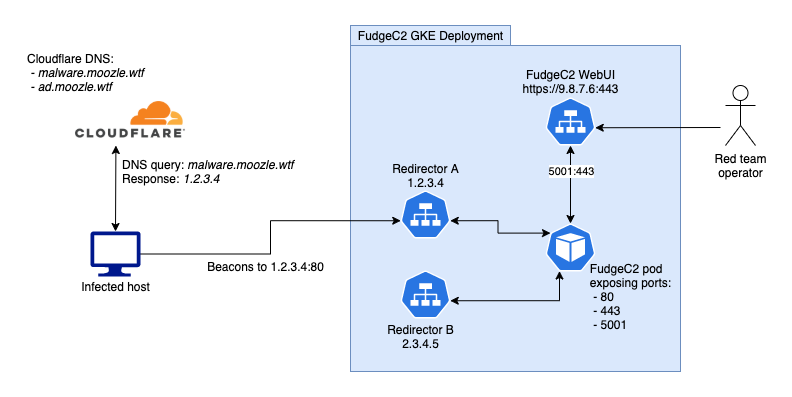 FudgeC2 GKE Deployment
Cloudflare DNS:
- malware.moozle.wtf
- ad.moozle.wtf
CLOUDFLARE
DNS query: malware.moozle.wtf
Response: 1.2.3.4
Infected host
Beacons to 1.2.3.4:80
Redirector A
1.2.3.4
Redirector B
2.3.4.5
FudgeC2 WebUI
https://9.8.7.6:443
5001:443
FudgeC2 pod
exposing ports:
- 80
- 443
- 5001
Red team
operator